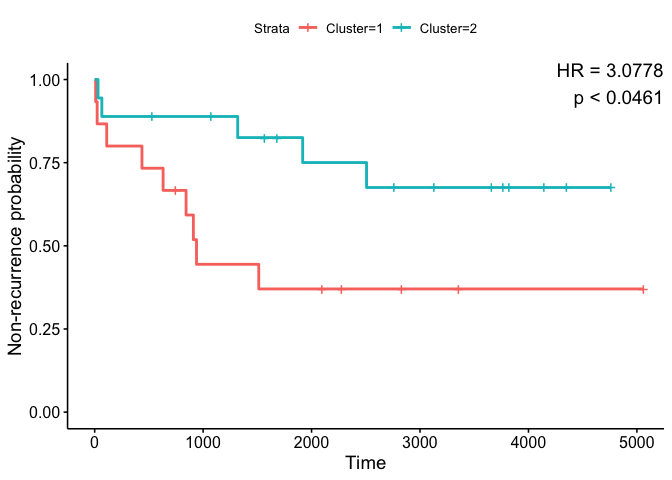 Strata Cluster=1 Cluster=2
HR = 3.0778
p < 0.0461
1.00
0.75
0.50
0.25
0.00
Non-recurrence probability
0 1000 2000 3000 4000 5000
Time